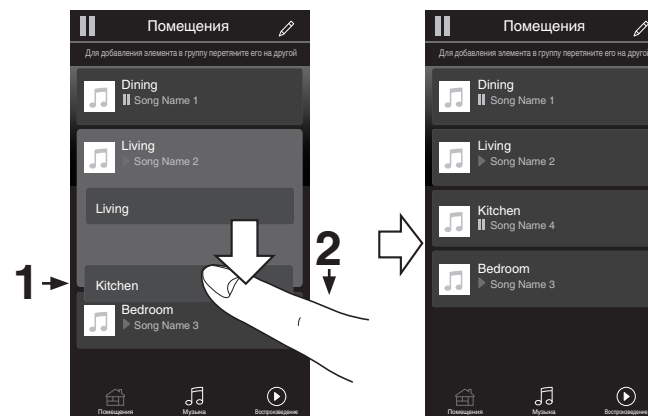 Помещения
Для добавления элемента в группу перетяните его на другой
Dining
Song Name 1
Living
Song Name 2
Living
Kitchen
Bedroom
Song Name 3
Помещения
Музыка
Воспроизведение
1
2
Помещения
Для добавления элемента в группу перетяните его на другой
Dining
Song Name 1
Living
Song Name 2
Kitchen
Song Name 4
Bedroom
Song Name 3
Помещения
Музыка
Воспроизведение